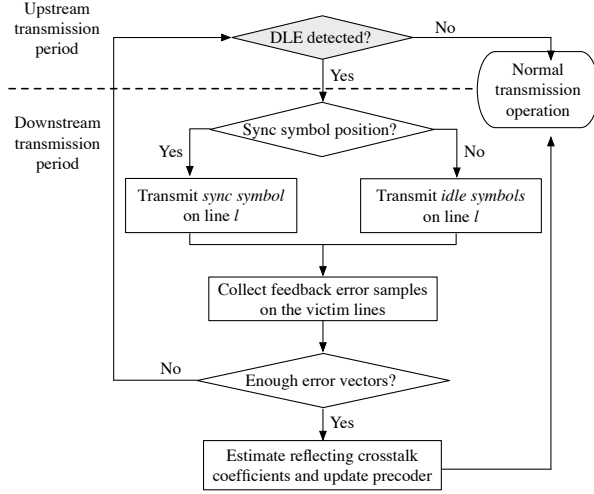 Upstream
transmission
period
DLE detected?
No
Normal
transmission
operation
Yes
Downstream
transmission
period
Sync symbol position?
Yes
No
Transmit sync symbol
on line l
Transmit idle symbols
on line l
Collect feedback error samples
on the victim lines
No
Enough error vectors?
Yes
Estimate reflecting crosstalk
coefficients and update precoder